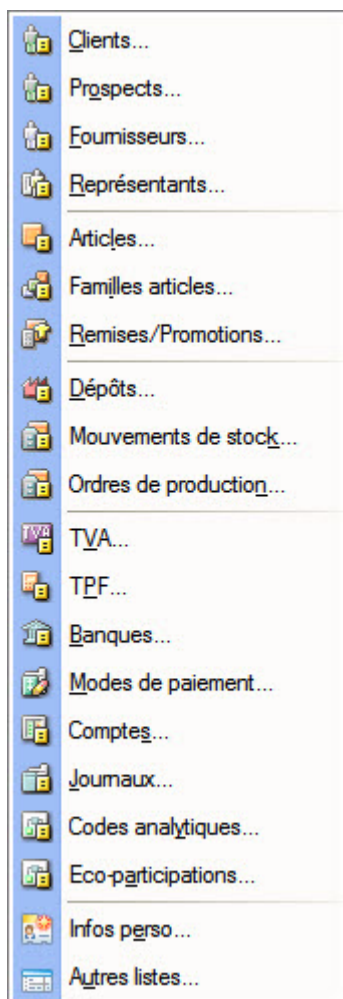 Clients...
Prospects...
Fournisseurs...
Représentants...
Articles...
Familles articles...
Remises/Promotions...
Dépôts...
Mouvements de stock...
Ordres de production...
TVA
TVA...
TPF...
Banques...
Modes de paiement...
Comptes...
Journaux...
Codes analytiques...
Eco-participations...
Infos perso...
Autres listes...